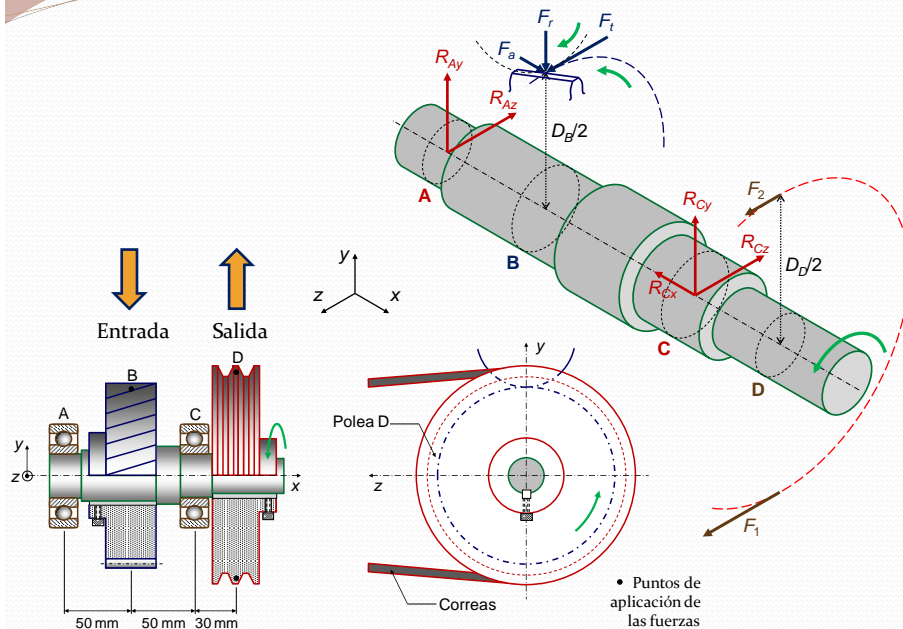 Fr
Ft
Fa
RAy
RAz
DB/2
A
B
RCy
RCz
RCx
C
F2
DD/2
D
F1
y
z
x
Entrada
Salida
A
B
C
D
y
z
x
50 mm
50 mm
30 mm
y
Polea D
z
Correas
• Puntos de
aplicación de
las fuerzas